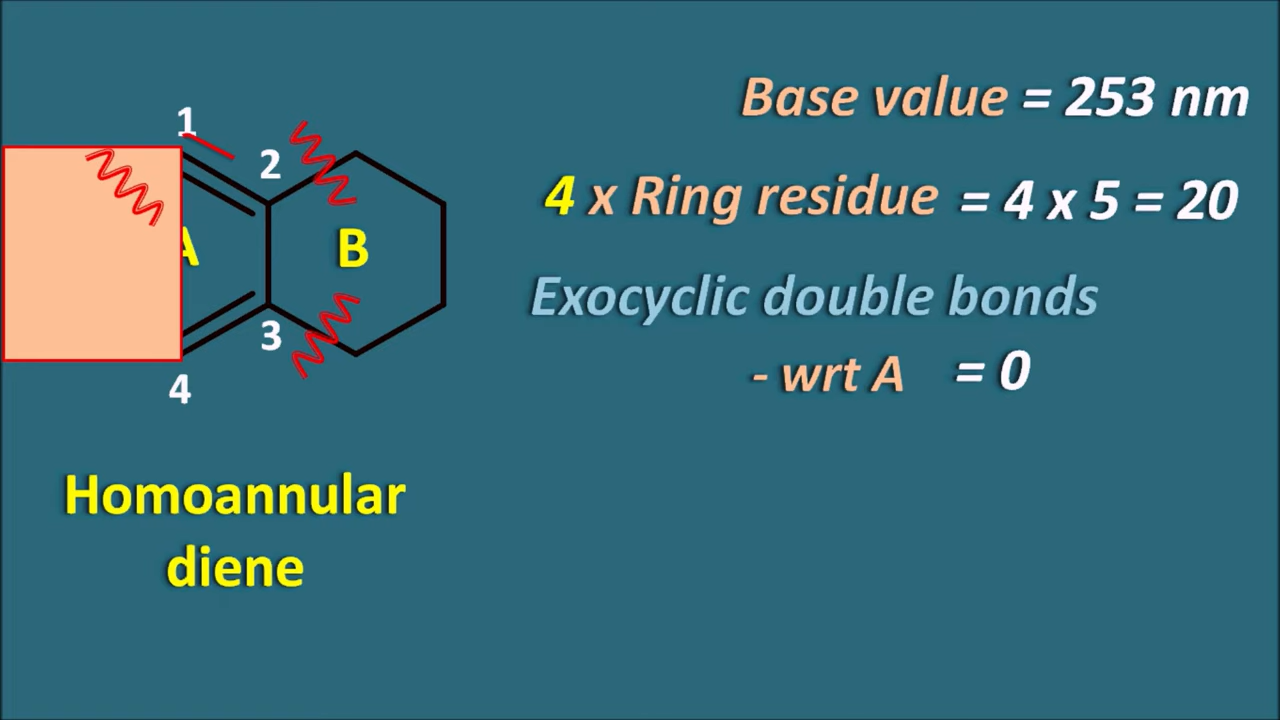 1
2
A
B
3
4
Homoannular
diene
Base value = 253 nm
4 x Ring residue = 4 x 5 = 20
Exocyclic double bonds
- wrt A = 0